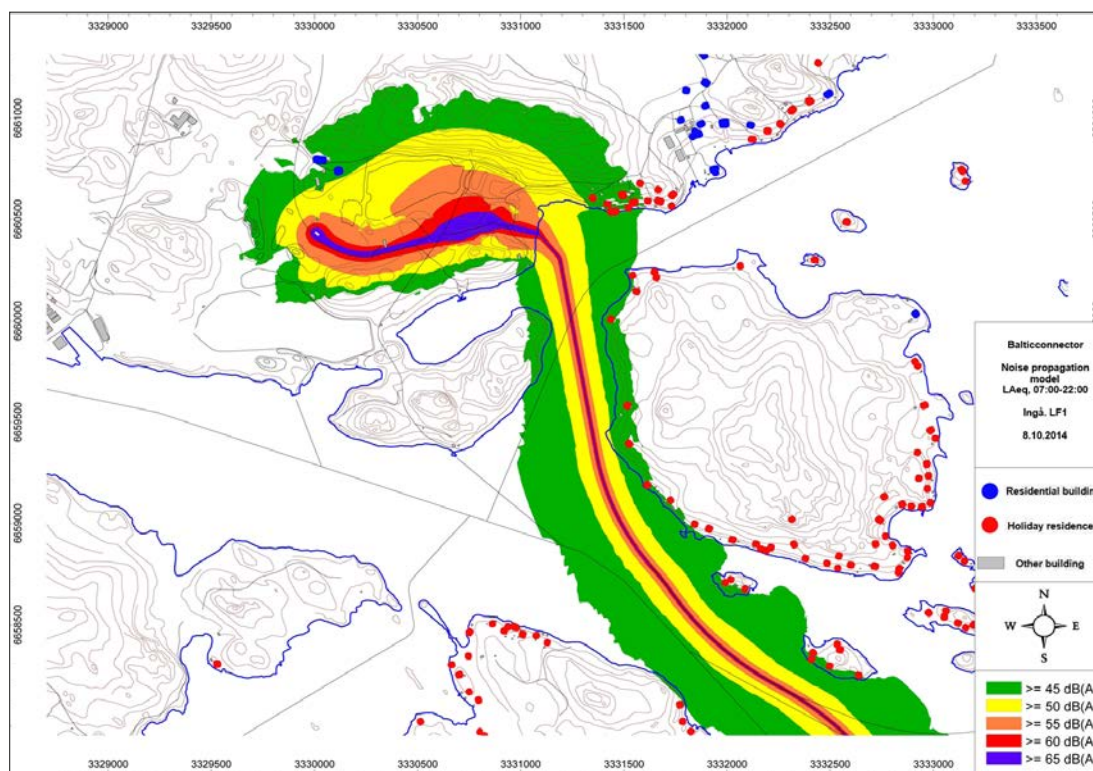 3329000 3329500 3330000 3330500 3331000 3331500 3332000 3332500 3333000 3333500
6661000
6660500
6660000
6659500
6659000
6658500
Balticconnector
Noise propagation
model
LAeq, 07:00-22:00
Ingå. LF1
8.10.2014
Residential buildin
Holiday residence
Other building
N
W E
S
>= 45 dB(A
>= 50 dB(A
>= 55 dB(A
>= 60 dB(A
>= 65 dB(A
3329000 3329500 3330000 3330500 3331000 3331500 3332000 3332500 3333000